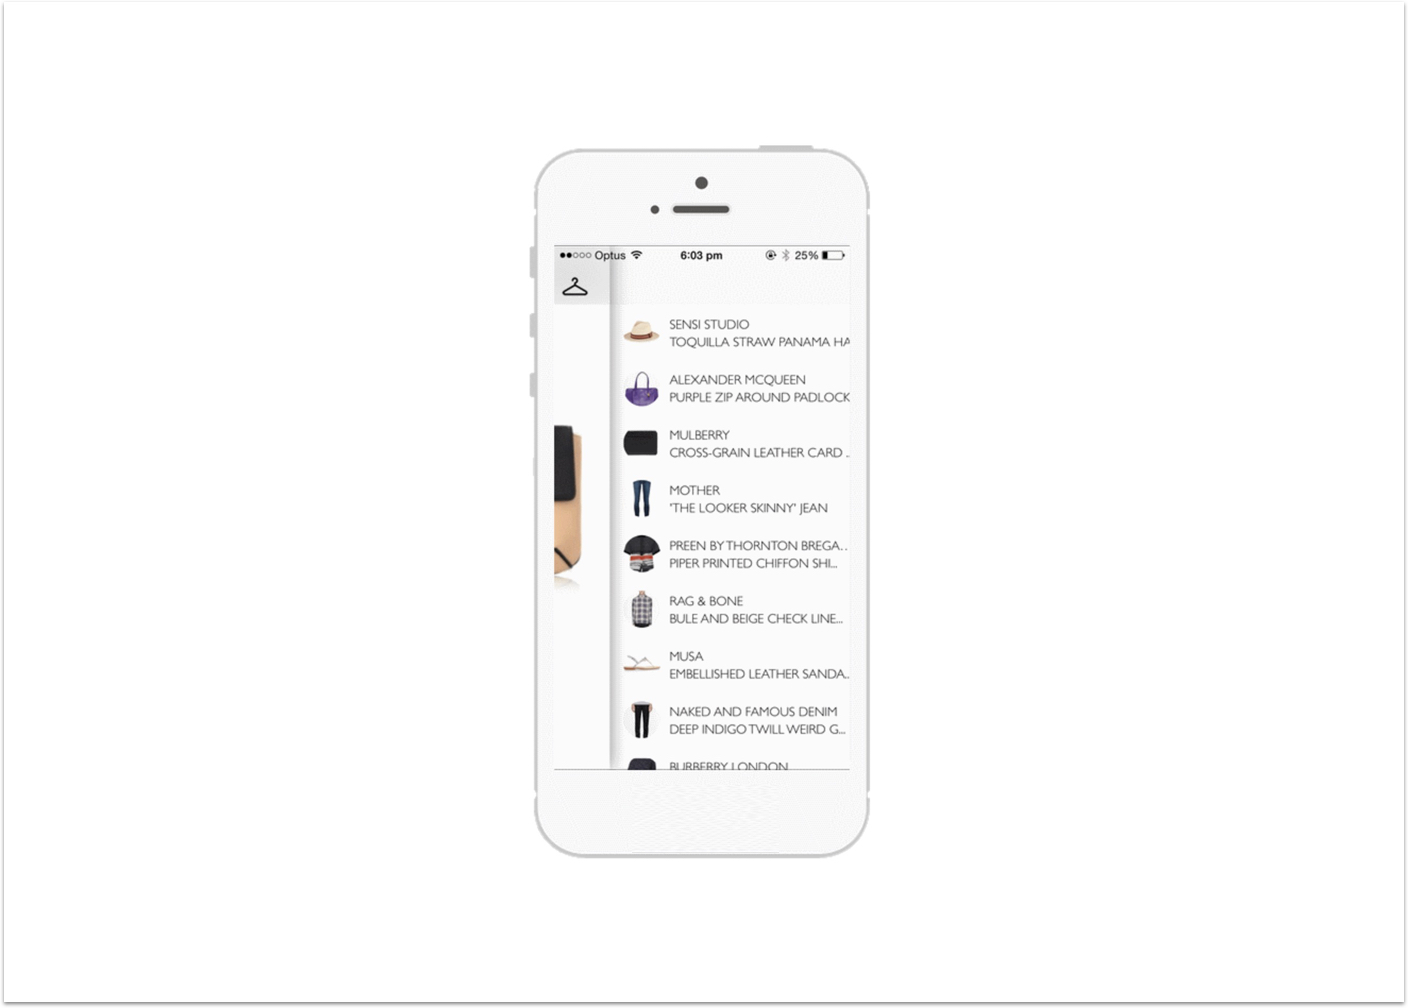 Optus 6:03 pm 25%
SENSI STUDIO
TOQUILLA STRAW PANAMA HA
ALEXANDER MCQUEEN
PURPLE ZIP AROUND PADLOCK
MULBERRY
CROSS-GRAIN LEATHER CARD ..
MOTHER
'THE LOOKER SKINNY' JEAN
PREEN BY THORNTON BREGA...
PIPER PRINTED CHIFFON SHI...
RAG & BONE
BULE AND BEIGE CHECK LINE...
MUSA
EMBELLISHED LEATHER SANDA..
NAKED AND FAMOUS DENIM
DEEP INDIGO TWILL WEIRD G...
BURBERRY LONDON